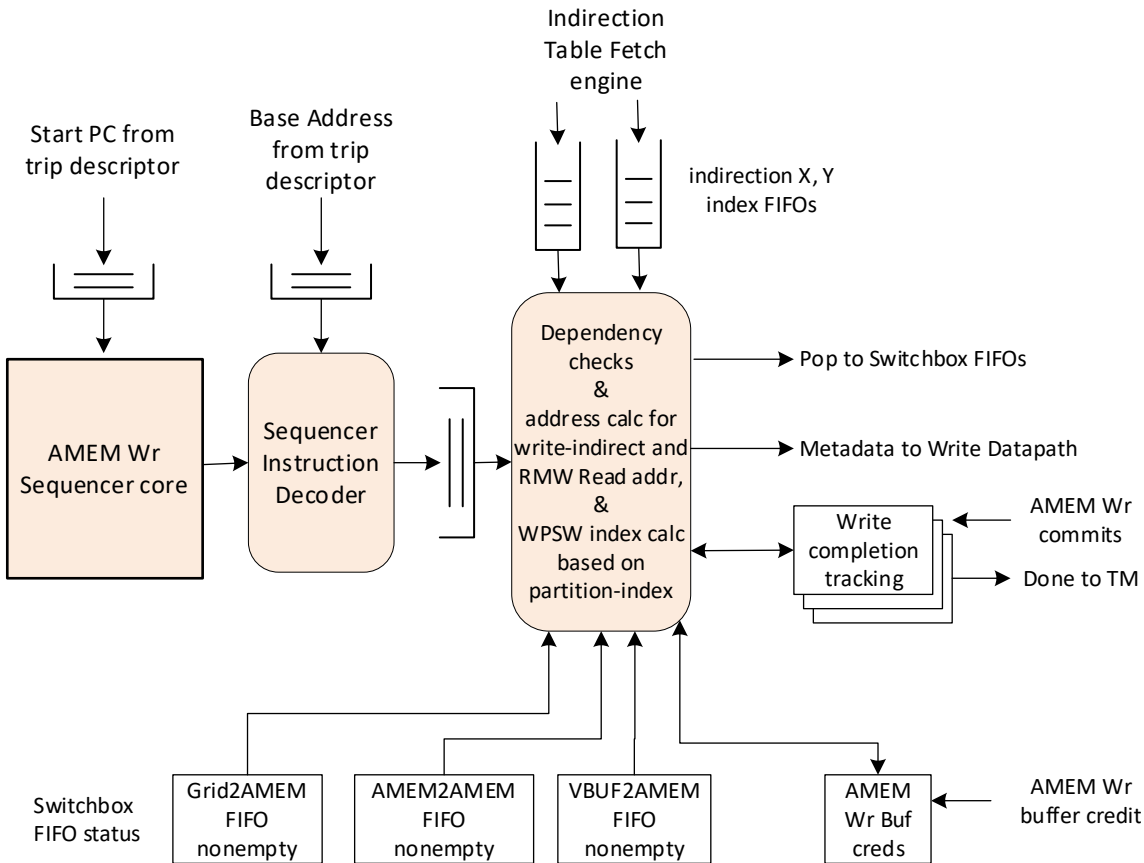 Indirection
Table Fetch
engine
Start PC from
trip descriptor
Base Address
from trip
descriptor
indirection X, Y
index FIFOs
AMEM Wr
Sequencer core
Sequencer
Instruction
Decoder
Dependency
checks
&
address calc for
write-indirect and
RMW Read addr,
&
WPSW index calc
based on
partition-index
Pop to Switchbox FIFOs
Metadata to Write Datapath
Write
completion
tracking
AMEM Wr
commits
Done to TM
Switchbox
FIFO status
Grid2AMEM
FIFO
nonempty
AMEM2AMEM
FIFO
nonempty
VBUF2AMEM
FIFO
nonempty
AMEM
Wr Buf
creds
AMEM Wr
buffer credit